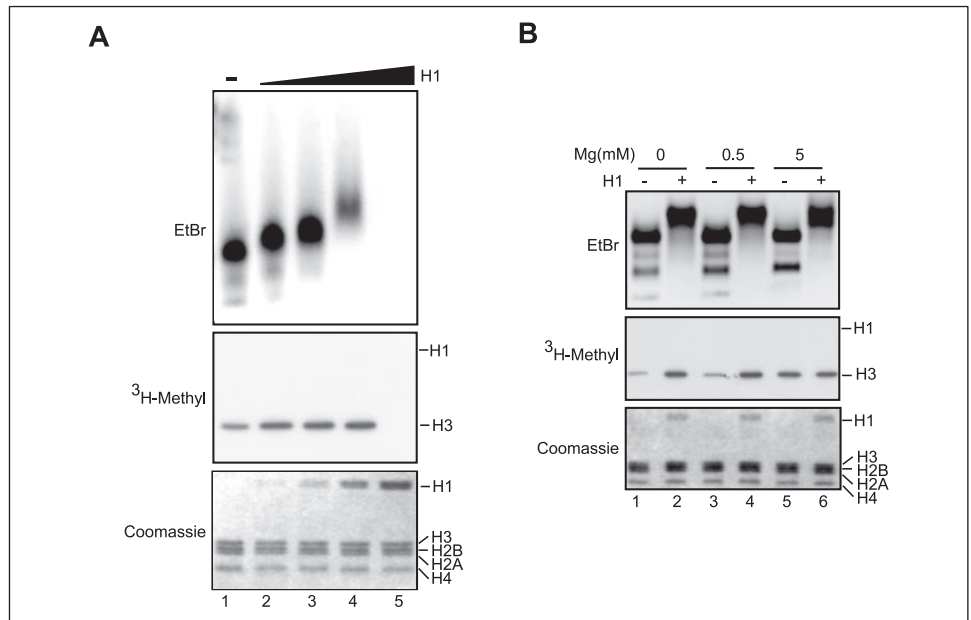 A
– H1
EtBr
³H-Methyl
–H1
–H3
Coomassie
–H1
H3
H2B
H2A
H4
1 2 3 4 5
B
Mg(mM) 0 0.5 5
H1 - + - + - +
EtBr
³H-Methyl
–H1
–H3
Coomassie
–H1
H3
H2B
H2A
H4
1 2 3 4 5 6